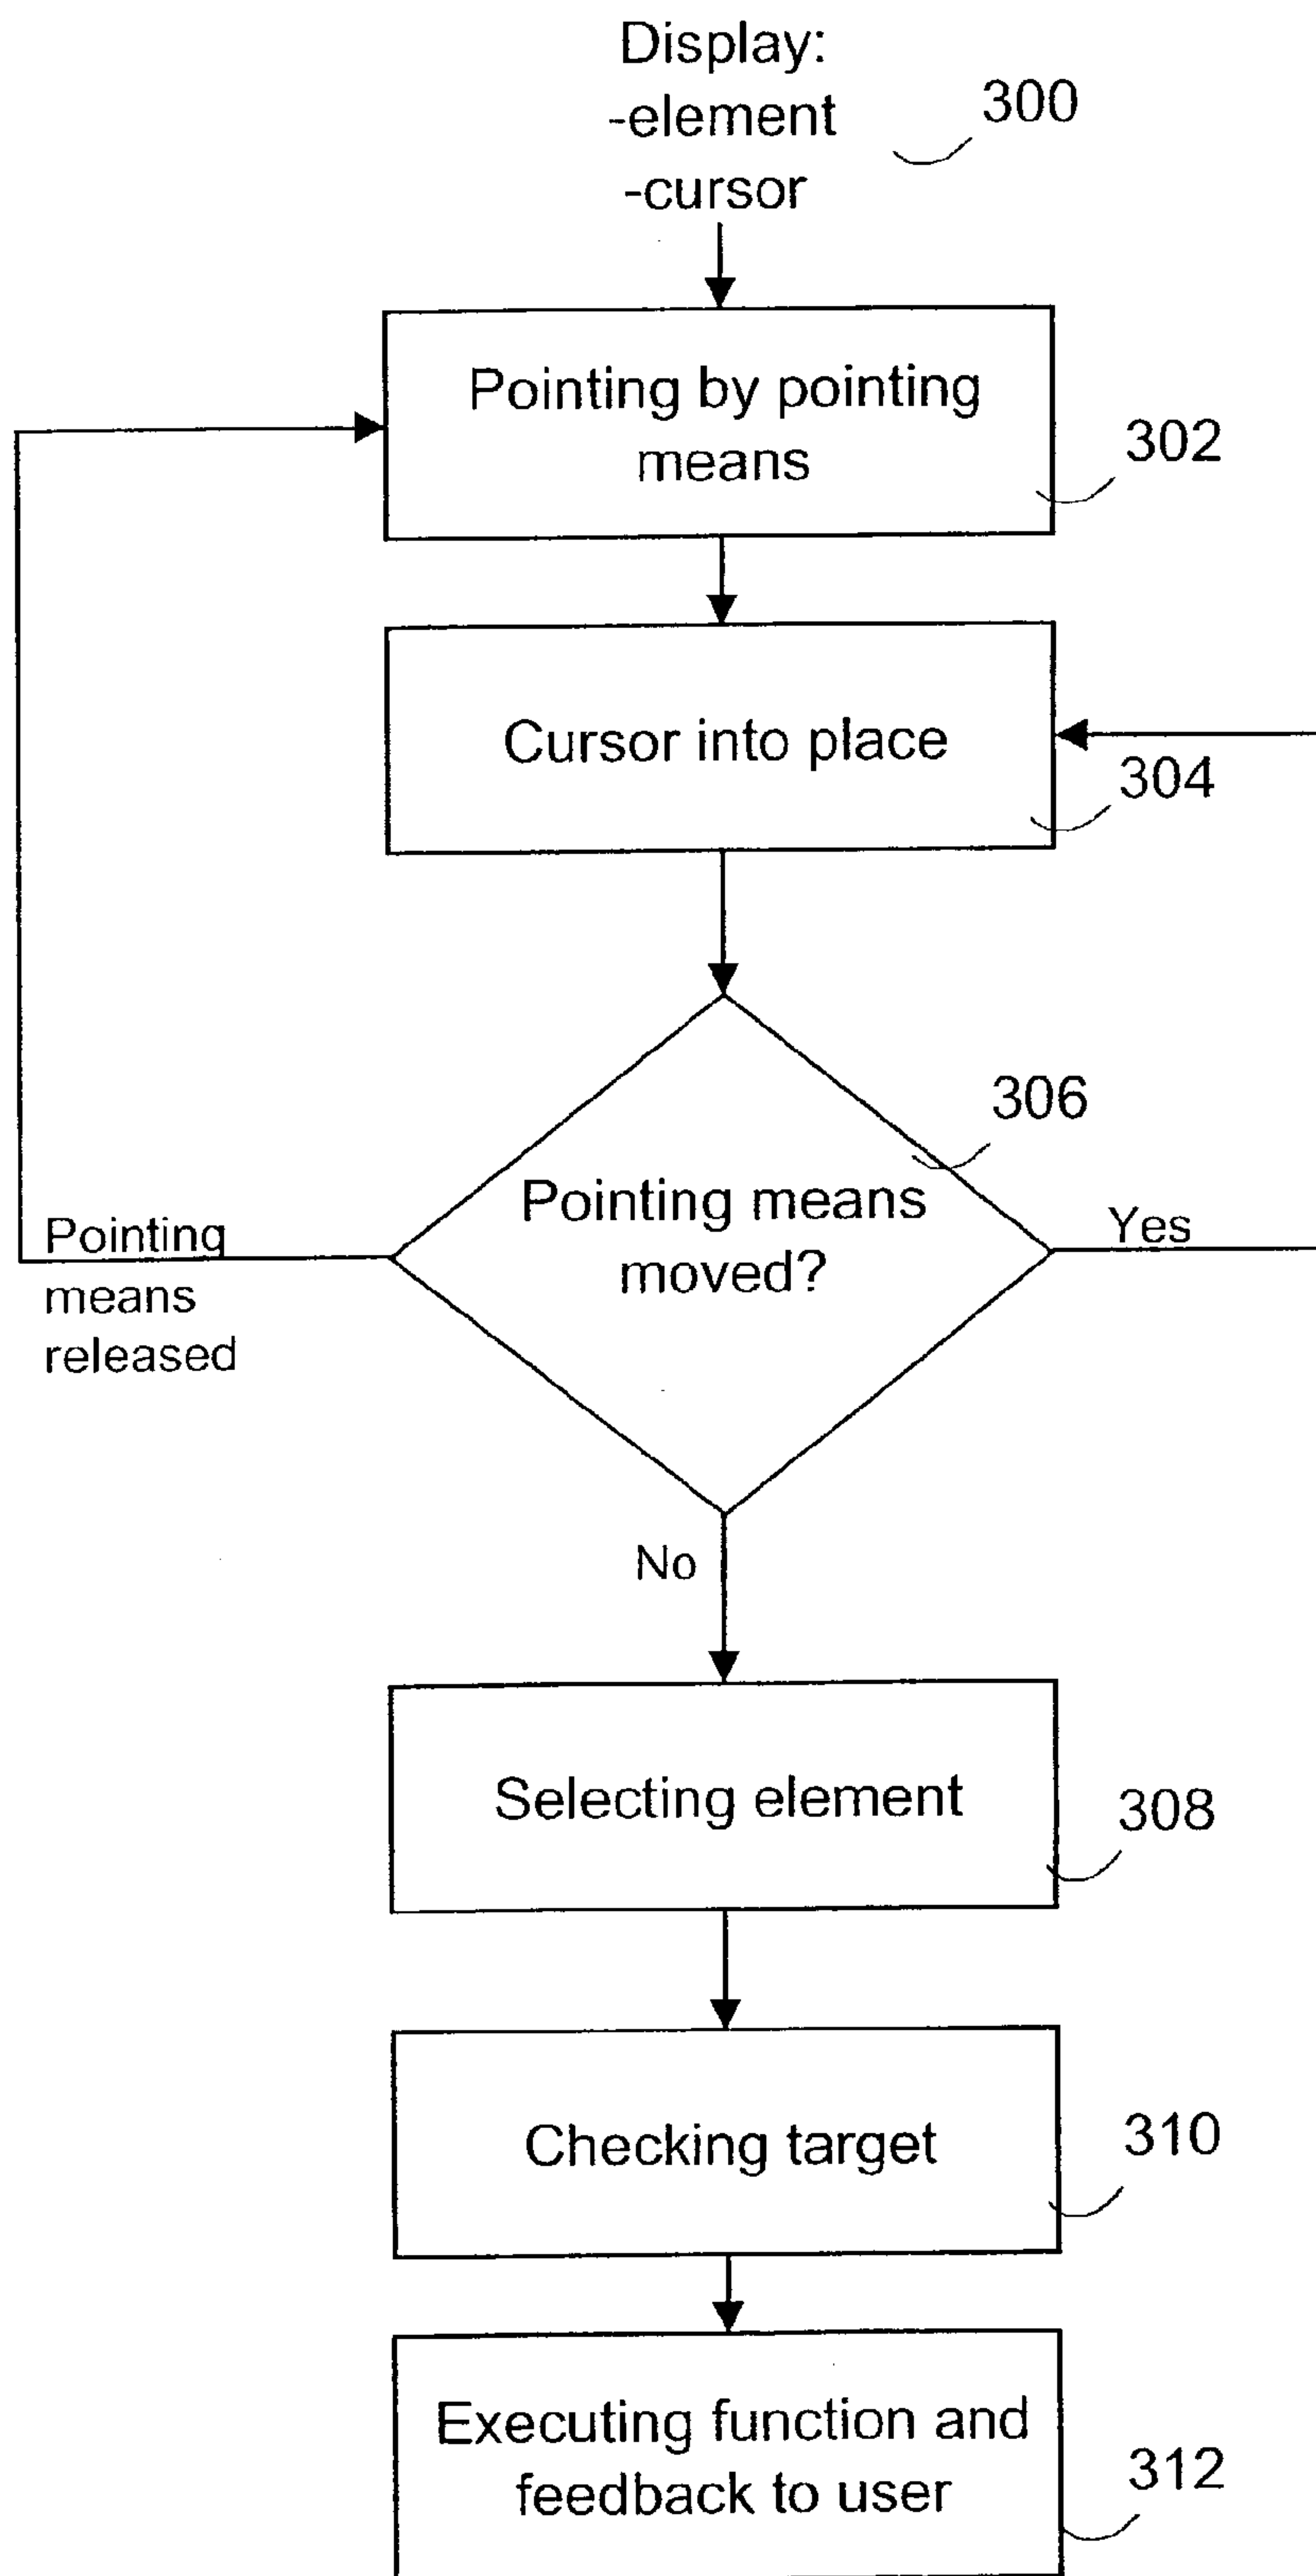 Display:
-element
300
-cursor
Pointing by pointing
means
302
Cursor into place
304
306
Pointing means
moved?
Yes
Pointing
means
released
No
Selecting element
308
Checking target
310
Executing function and
feedback to user
312